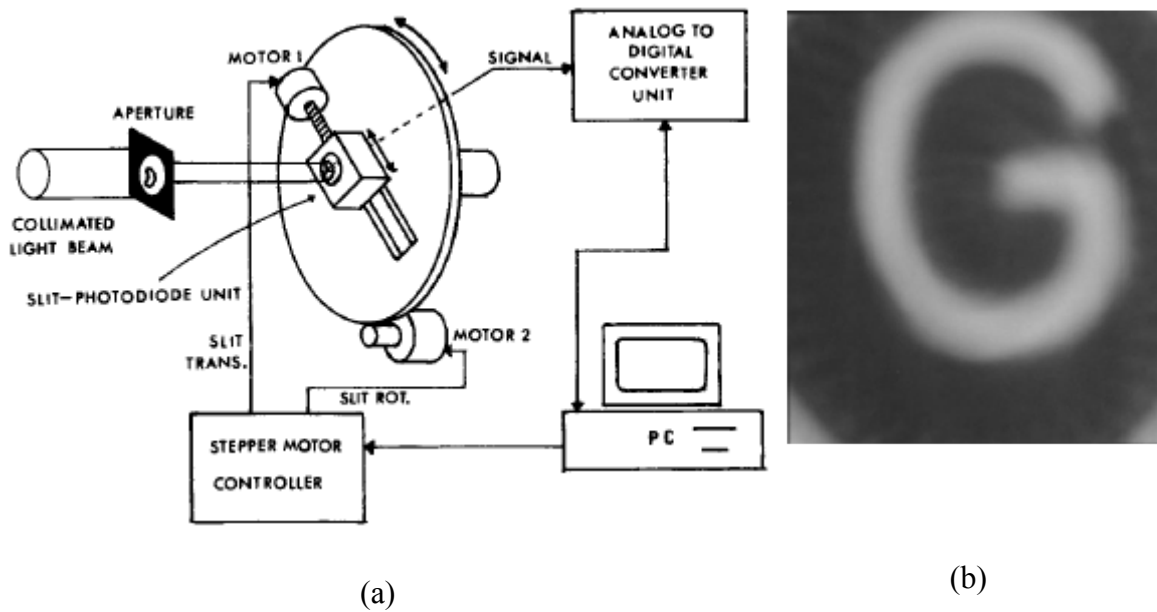 MOTOR 1
SIGNAL
ANALOG TO
DIGITAL
CONVERTER
UNIT
APERTURE
COLLIMATED
LIGHT BEAM
SLIT-PHOTODIODE UNIT
SLIT
TRANS.
MOTOR 2
SLIT ROT.
STEPPER MOTOR
CONTROLLER
PC
G
(a)
(b)